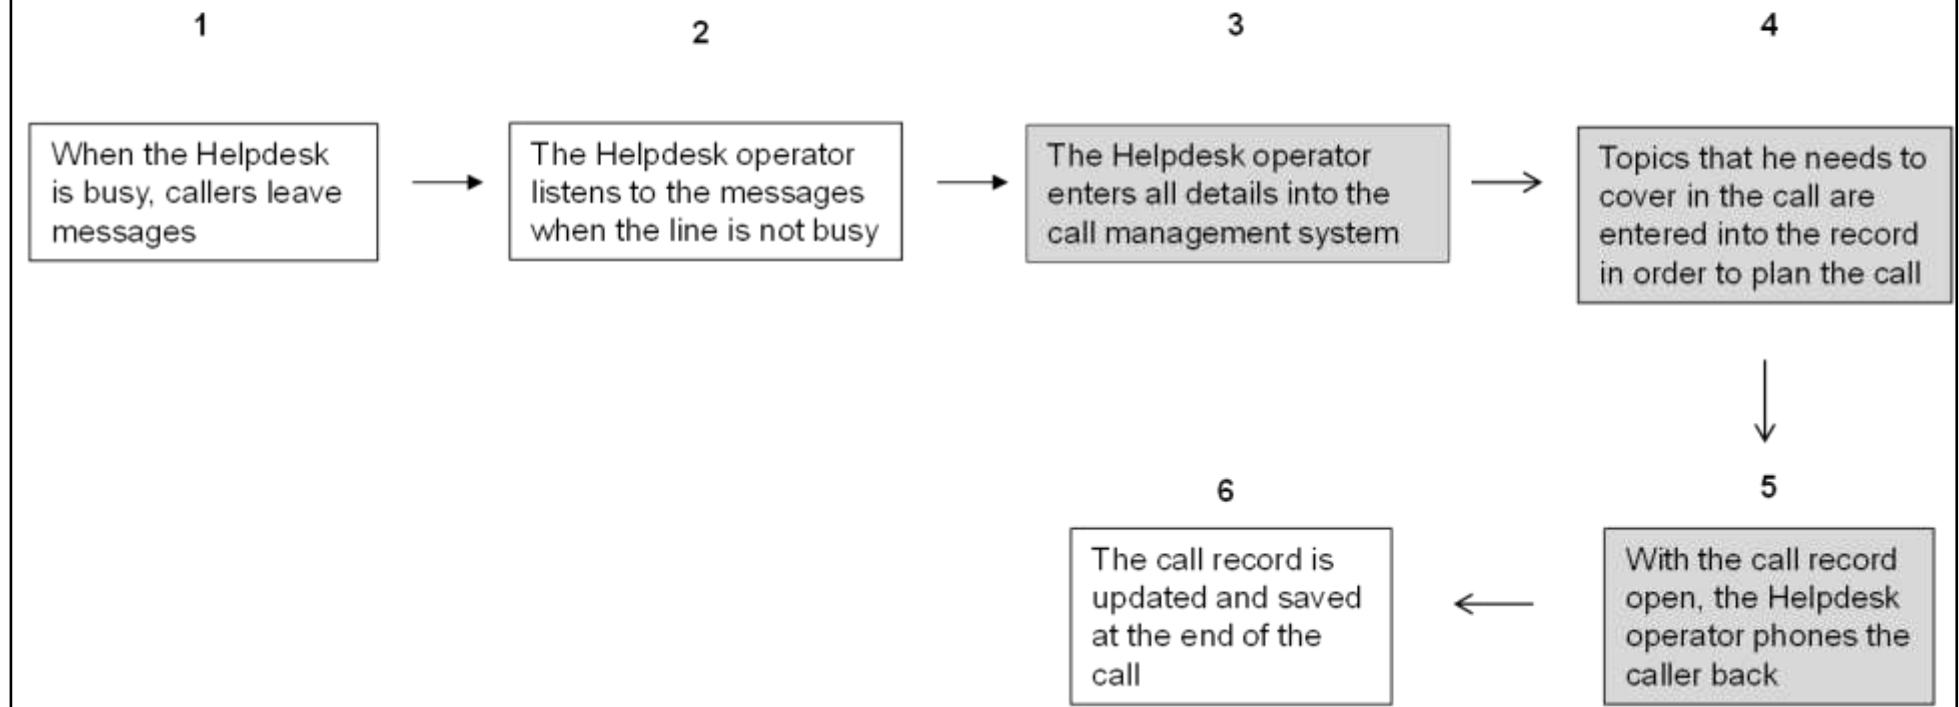 1
When the Helpdesk
is busy, callers leave
messages
2
The Helpdesk operator
listens to the messages
when the line is not busy
3
The Helpdesk operator
enters all details into the
call management system
4
Topics that he needs to
cover in the call are
entered into the record
in order to plan the call
5
With the call record
open, the Helpdesk
operator phones the
caller back
6
The call record is
updated and saved
at the end of the
call